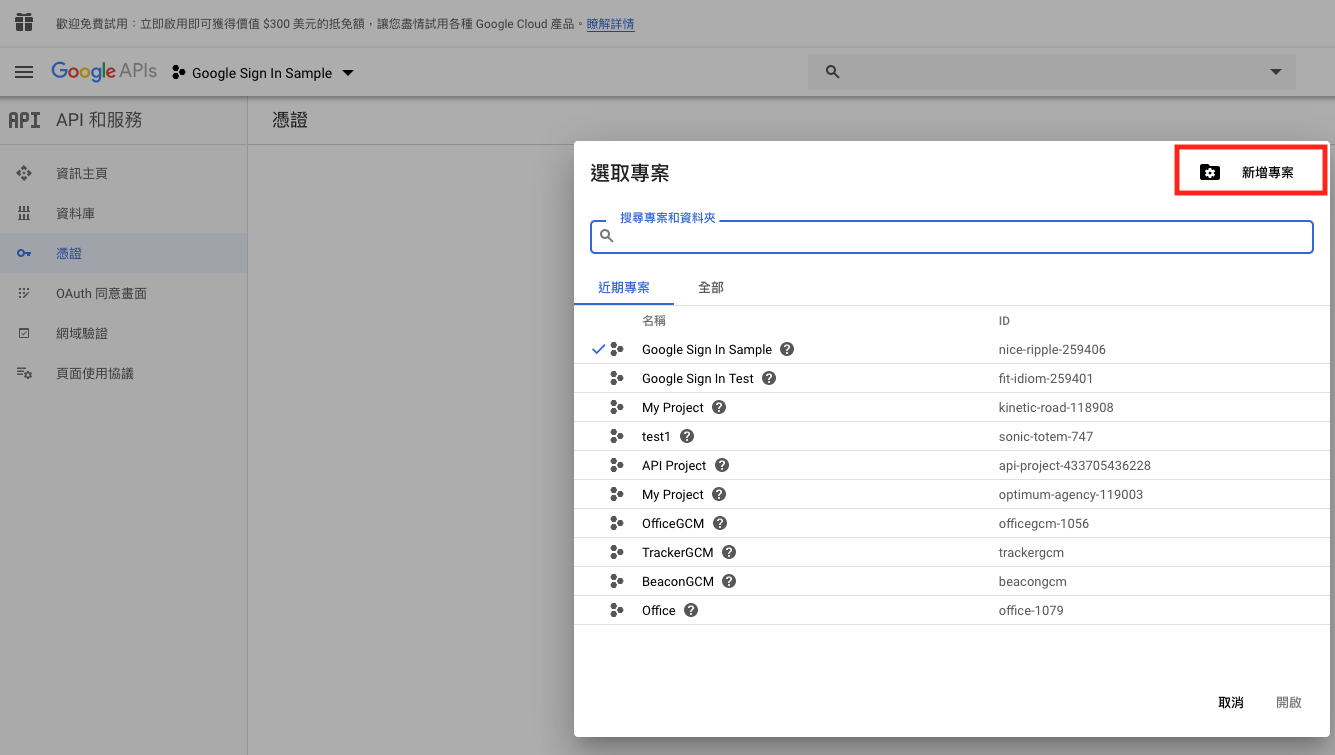 歡迎免費試用：立即啟用即可獲得價值 $300 美元的抵免額，讓您盡情試用各種 Google Cloud 產品。瞭解詳情
Google APIs Google Sign In Sample
API API 和服務
憑證
資訊主頁
資料庫
憑證
OAuth 同意畫面
網域驗證
頁面使用協議
選取專案
新增專案
搜尋專案和資料夾
近期專案 全部
名稱 ID
Google Sign In Sample nice-ripple-259406
Google Sign In Test fit-idiom-259401
My Project kinetic-road-118908
test1 sonic-totem-747
API Project api-project-433705436228
My Project optimum-agency-119003
OfficeGCM officegcm-1056
TrackerGCM trackergcm
BeaconGCM beacongcm
Office office-1079
取消 開啟